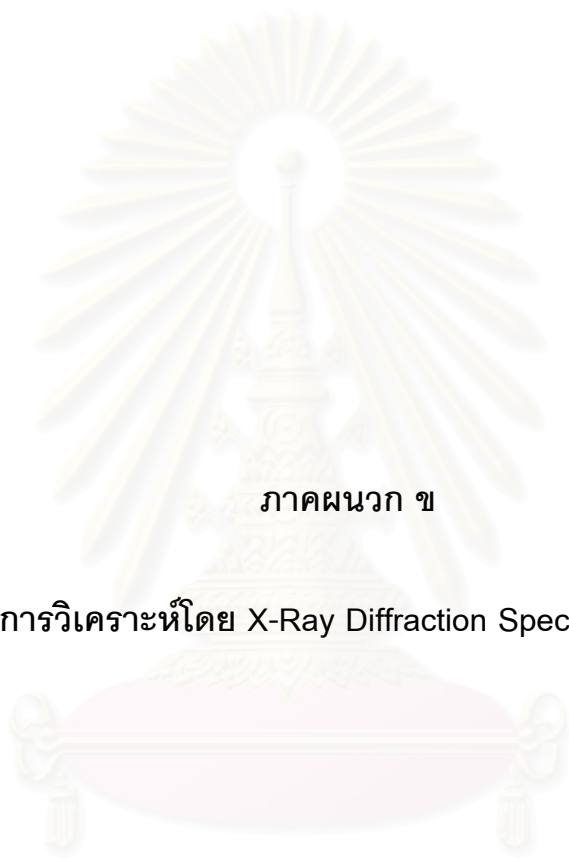 ภาคผนวก ข
การวิเคราะห์โดย X-Ray Diffraction Spec